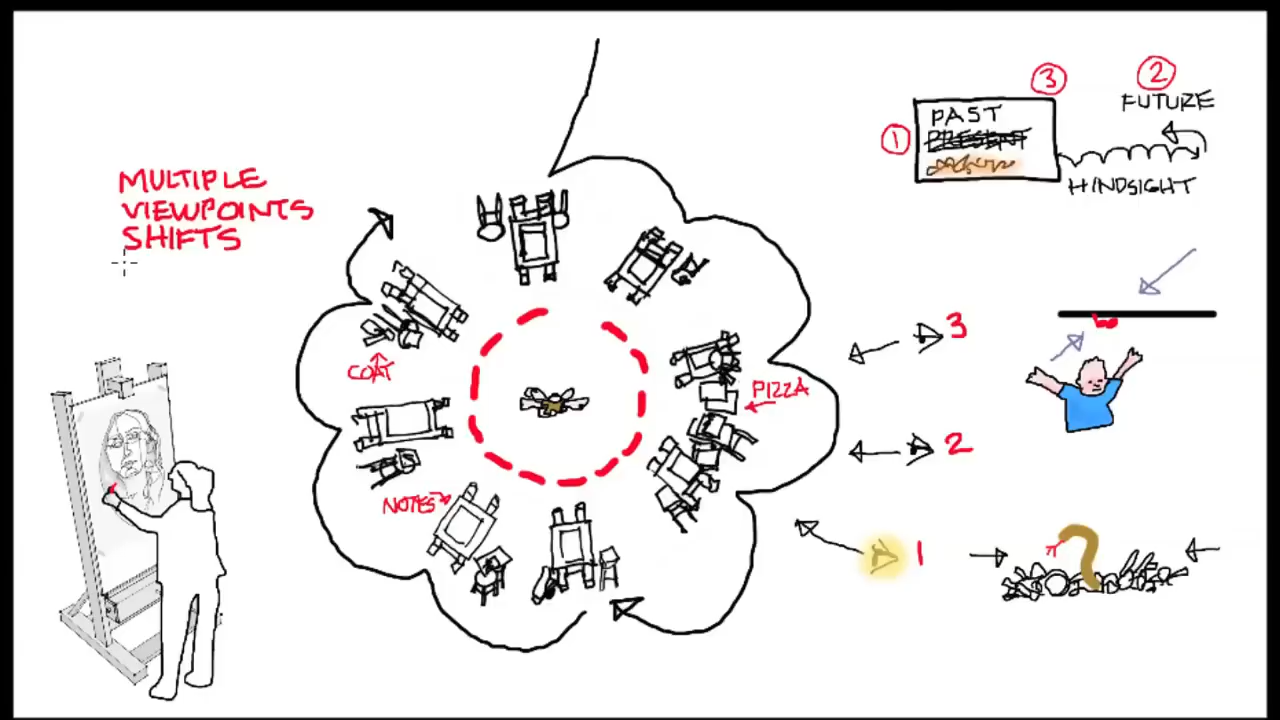 3
2
FUTURE
PAST
PRESENT
1
HINDSIGHT
MULTIPLE
VIEWPOINTS
SHIFTS
3
COAT
PIZZA
2
NOTES
1